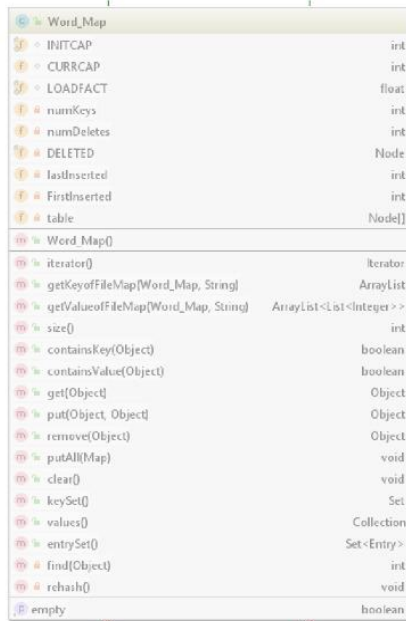 Word_Map
INITCAP int
CURRCAP int
LOADFACT float
numKeys int
numDeletes int
DELETED Node
lastInserted int
FirstInserted int
table Node[]
Word_Map()
iterator() Iterator
getKeyofFileMap(Word_Map, String) ArrayList
getValueofFileMap(Word_Map, String) ArrayList<List<Integer>>
size() int
containsKey(Object) boolean
containsValue(Object) boolean
get(Object) Object
put(Object, Object) Object
remove(Object) Object
putAll(Map) void
clear() void
keySet() Set
values() Collection
entrySet() Set<Entry>
find(Object) int
rehash() void
empty boolean